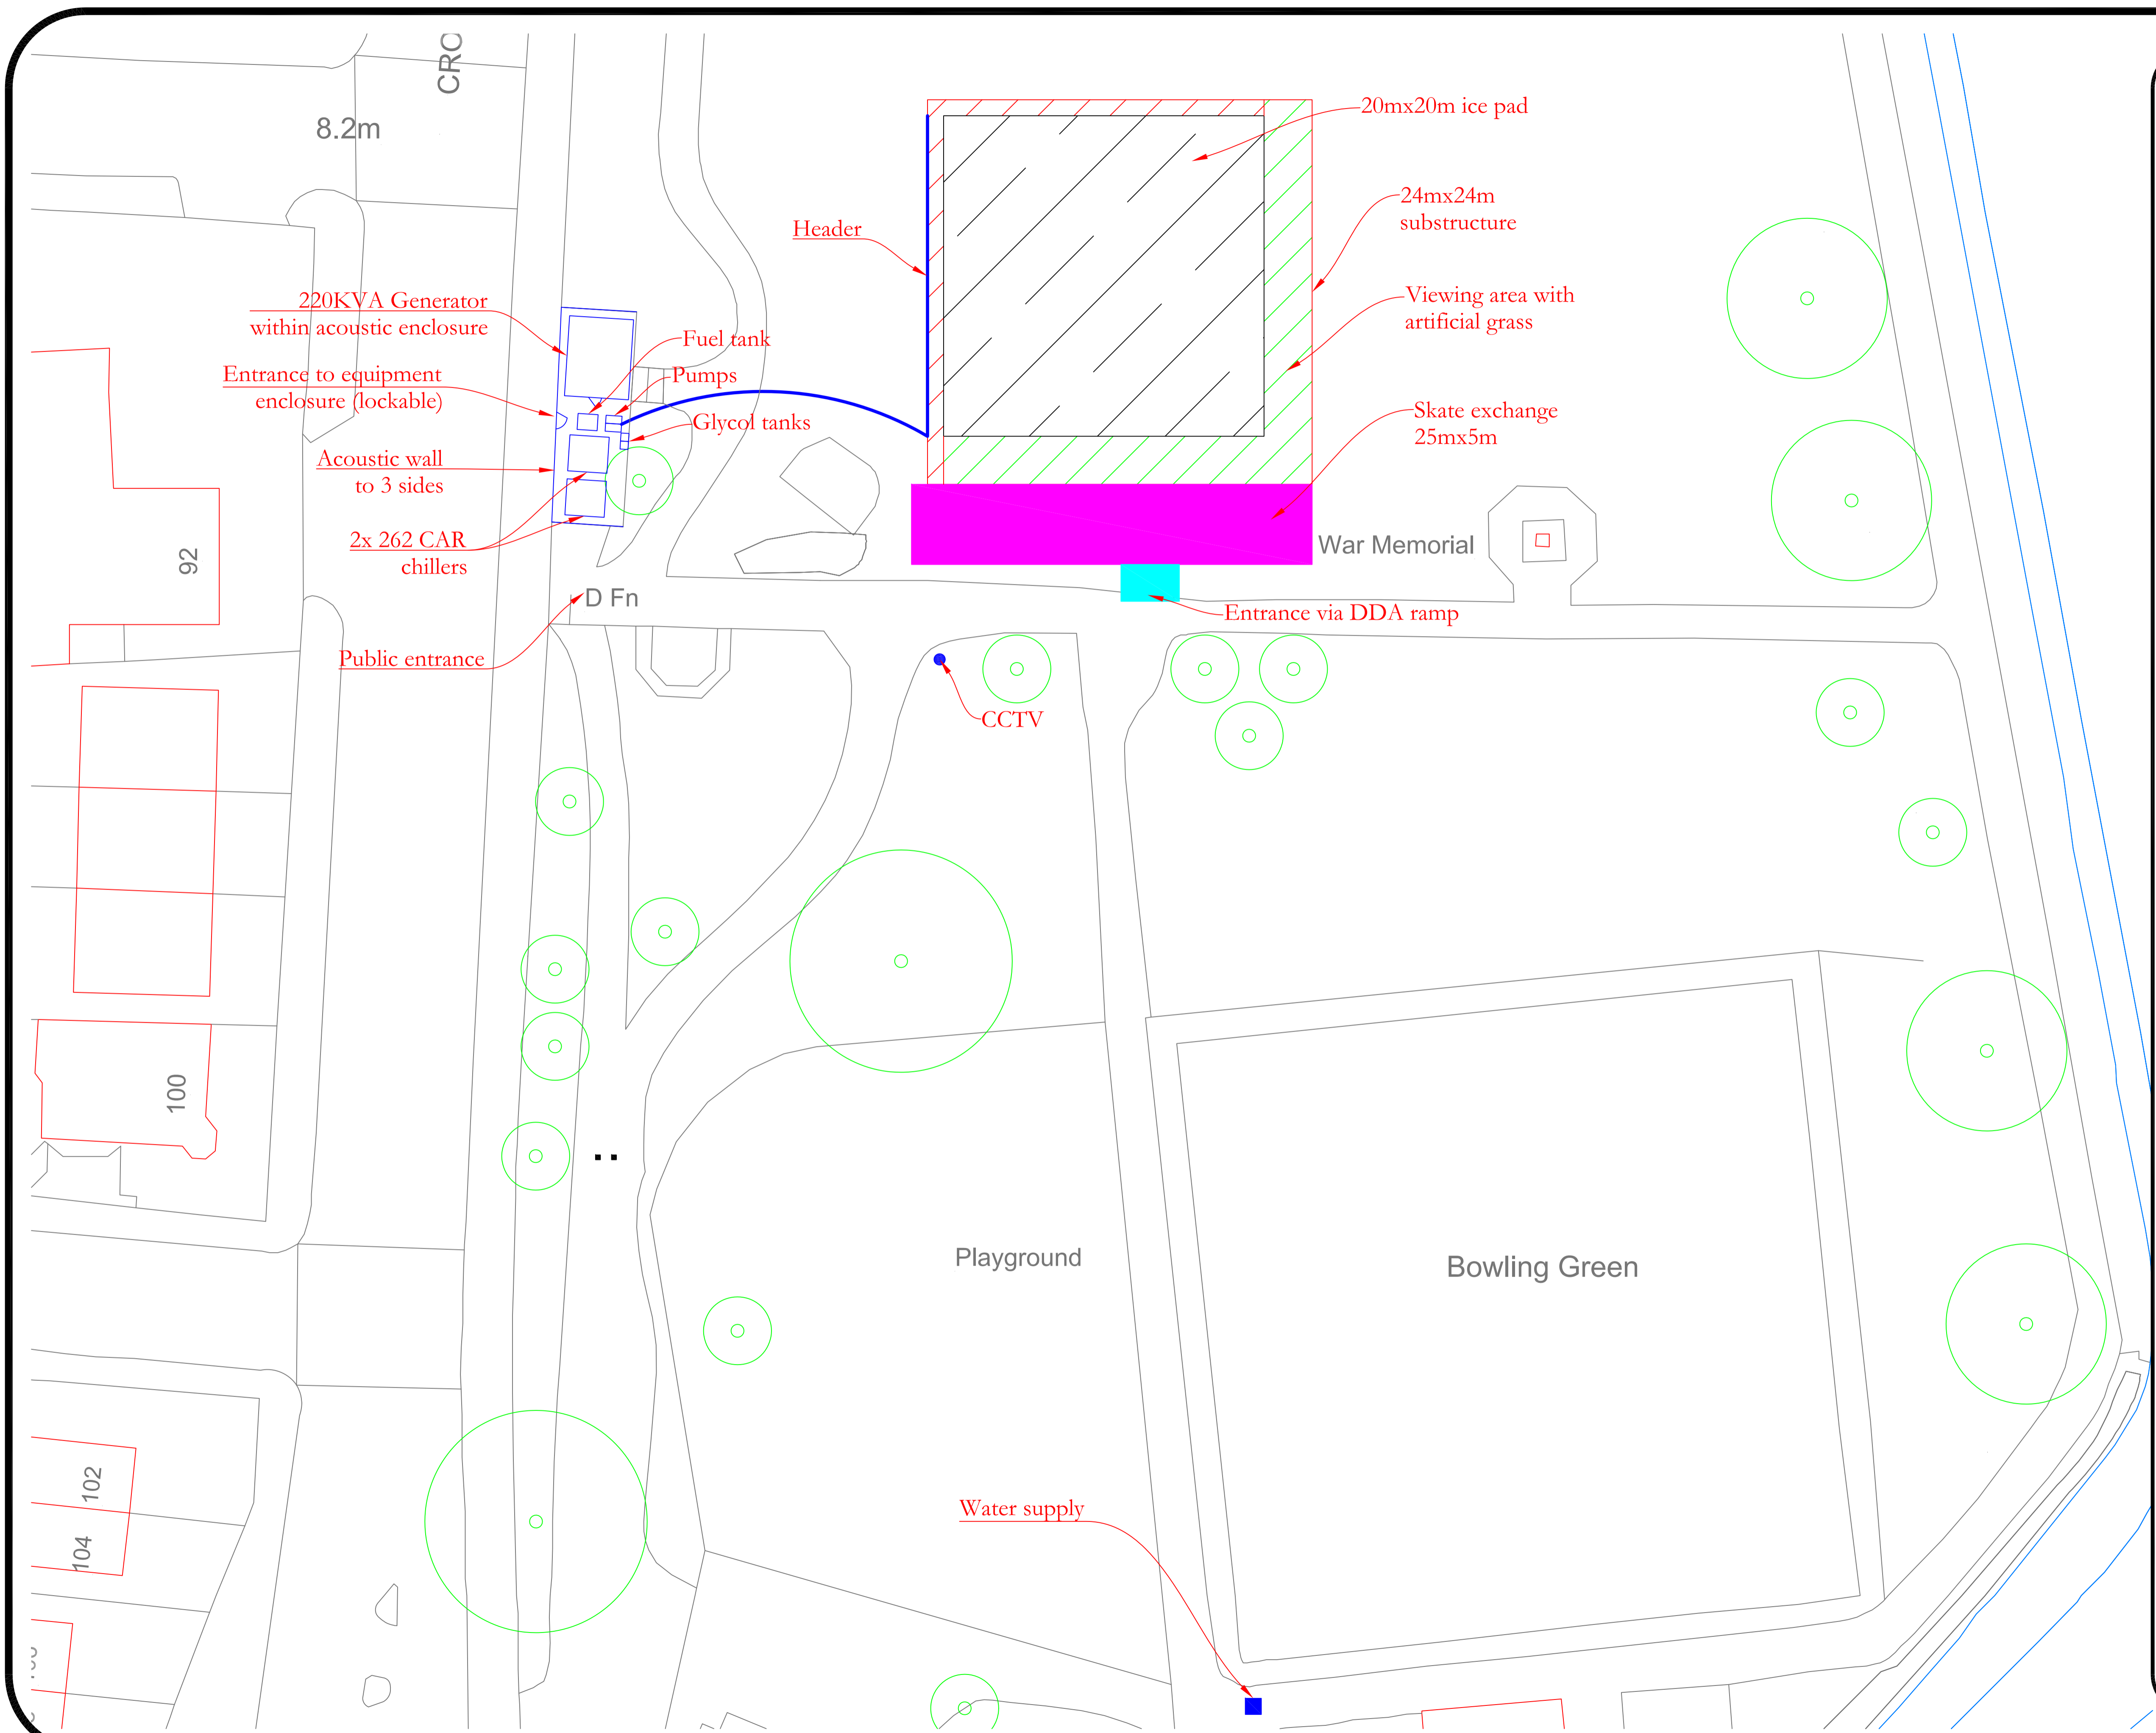 CRO
8.2m
20mx20m ice pad
24mx24m
substructure
Header
Viewing area with
artificial grass
220KVA Generator
within acoustic enclosure
Fuel tank
Entrance to equipment
enclosure (lockable)
Pumps
Glycol tanks
Skate exchange
25mx5m
Acoustic wall
to 3 sides
2x 262 CAR
chillers
92
War Memorial
D Fn
Entrance via DDA ramp
Public entrance
CCTV
100
Playground
Bowling Green
102
104
Water supply